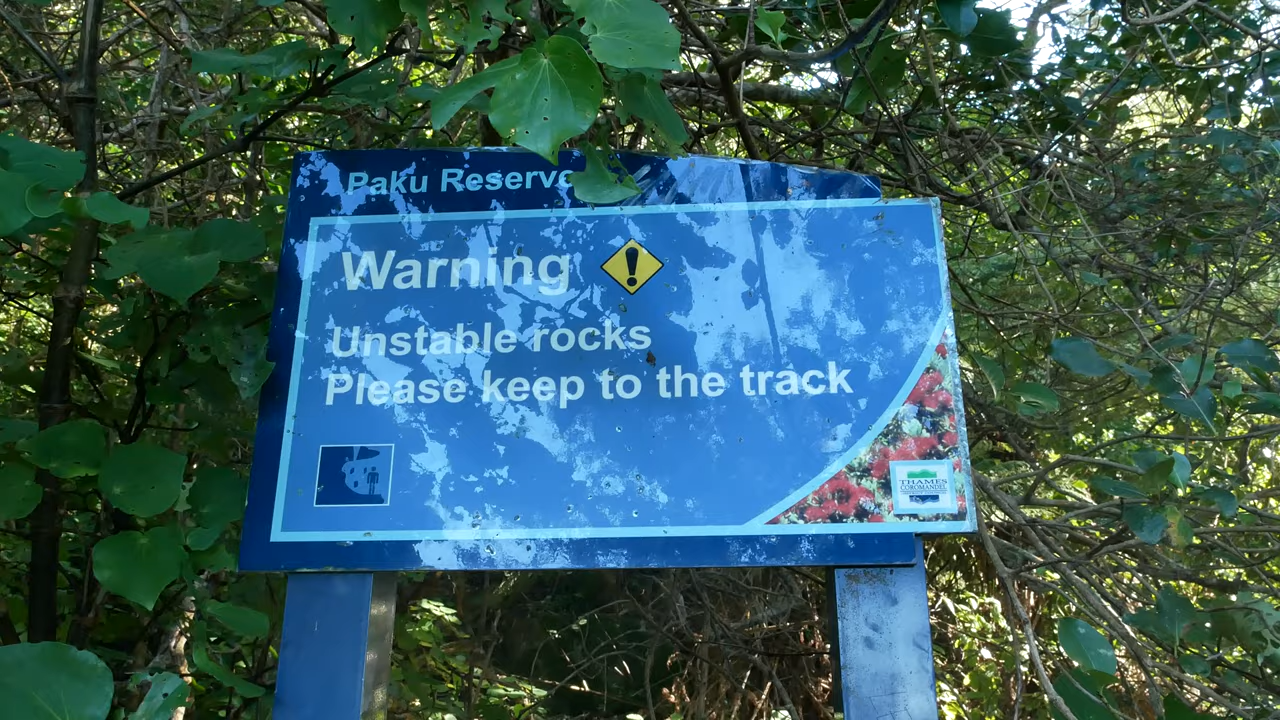 Paku Reserve
Warning
Unstable rocks
Please keep to the track
THAMES
COROMANDEL